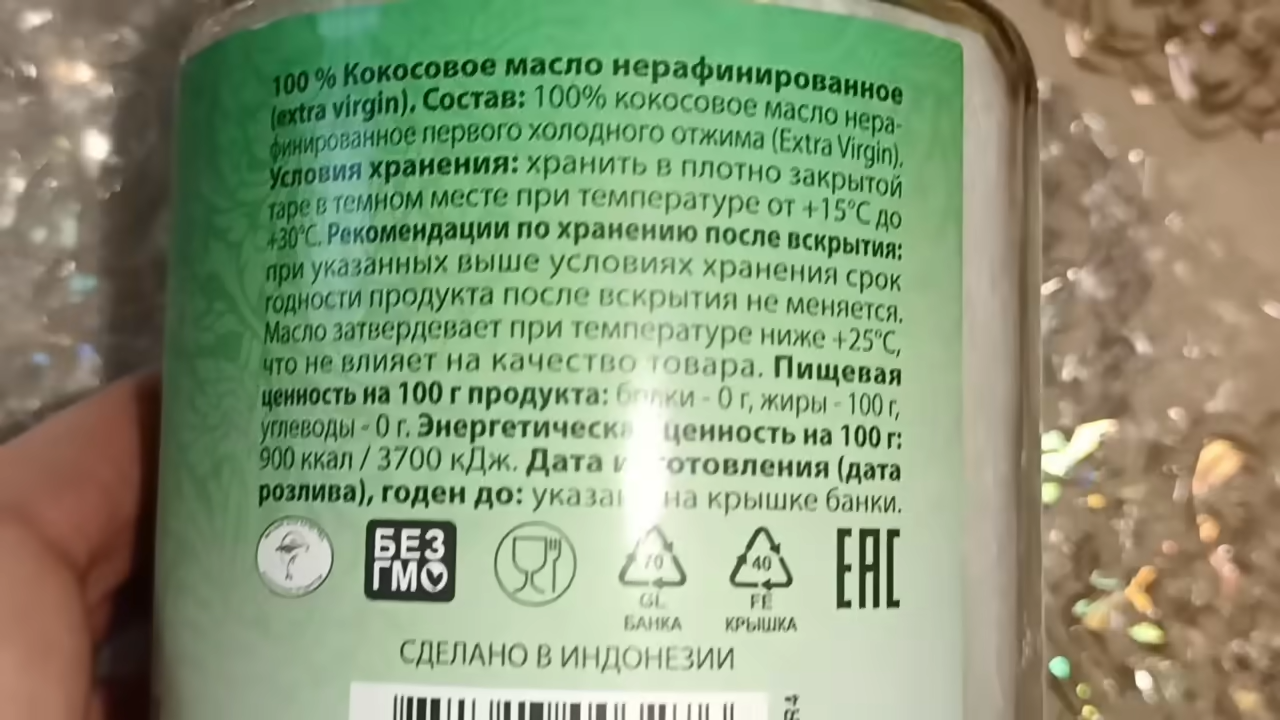 100 % Кокосовое масло нерафинированное
(extra virgin). Состав: 100% кокосовое масло нера-
финированное первого холодного отжима (Extra Virgin).
Условия хранения: хранить в плотно закрытой
таре в темном месте при температуре от +15°С до
+30°С. Рекомендации по хранению после вскрытия:
при указанных выше условиях хранения срок
годности продукта после вскрытия не меняется.
Масло затвердевает при температуре ниже +25°С,
что не влияет на качество товара. Пищевая
ценность на 100 г продукта: белки - 0 г, жиры - 100 г,
углеводы - 0 г. Энергетическая ценность на 100 г:
900 ккал / 3700 кДж. Дата изготовления (дата
розлива), годен до: указана на крышке банки.
БЕЗ
ГМО
70
40
EAC
GL
FE
БАНКА
КРЫШКА
СДЕЛАНО В ИНДОНЕЗИИ